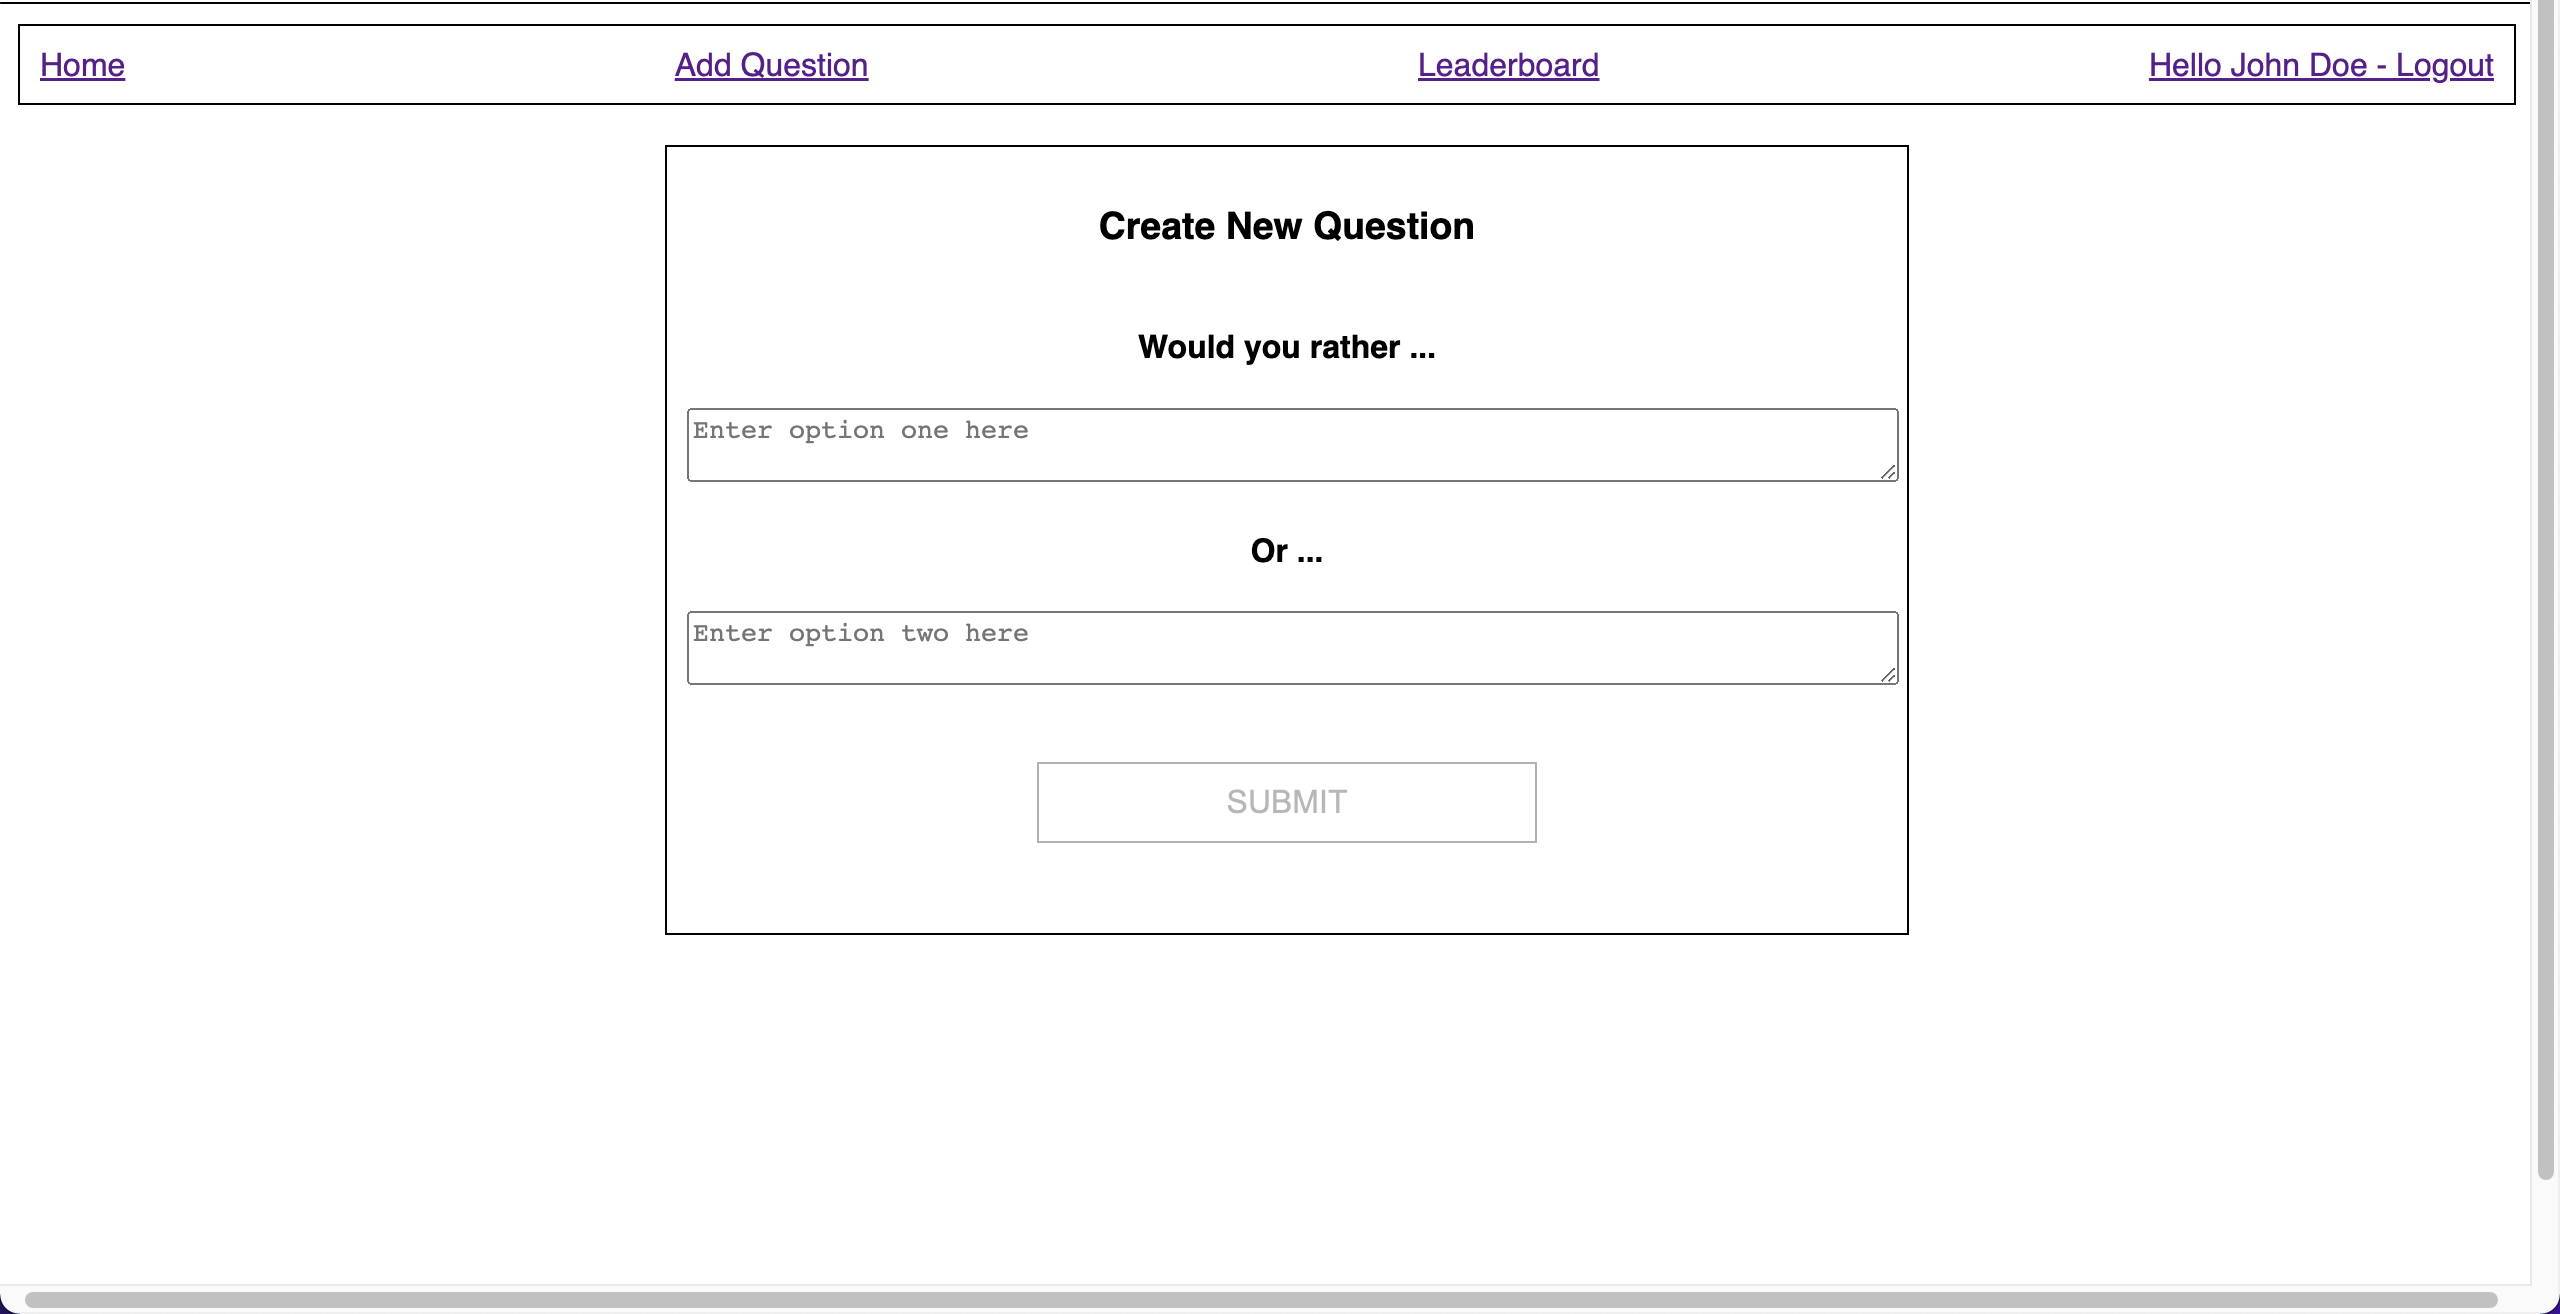 Home Add Question Leaderboard Hello John Doe - Logout
Create New Question
Would you rather ...
Enter option one here
Or ...
Enter option two here
SUBMIT